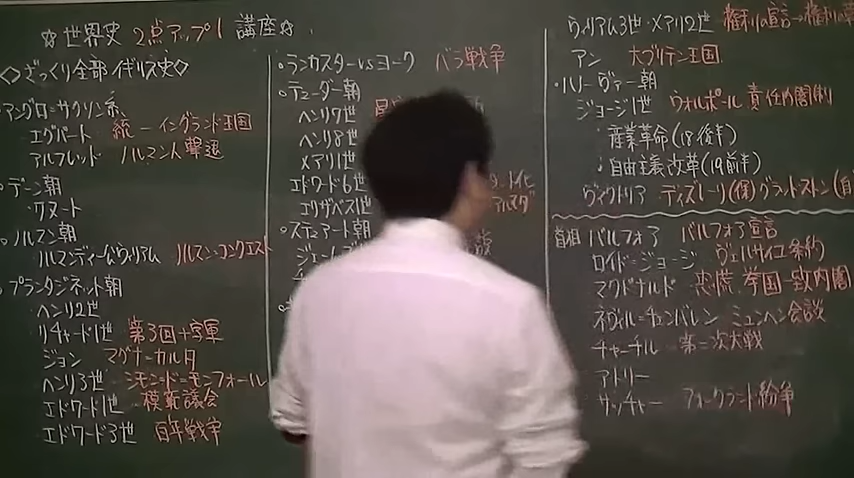 ☆世界史 2点アップ! 講座☆
◇ざっくり全部イギリス史◇
アングロ=サクソン系
エグバート 統一イングランド王国
アルフレッド ノルマン人撃退
・デーン朝
クヌート
・ノルマン朝
ノルマンディー公ウィリアム ノルマン・コンクエスト
・プランタジネット朝
ヘンリ2世
リチャード1世 第3回十字軍
ジョン マグナ=カルタ
ヘンリ3世 シモン=ド=モンフォール
エドワード1世 模範議会
エドワード3世 百年戦争
・ランカスター vs ヨーク バラ戦争
・テューダー朝
ヘンリ7世
ヘンリ8世
メアリ1世
エドワード6世
エリザベス1世
・ステュアート朝
ジェームズ
ウィリアム3世・メアリ2世 権利の宣言→権利の章
アン 大ブリテン王国
・ハノーヴァー朝
ジョージ1世 ウォルポール 責任内閣制
産業革命(18後半)
↓自由主義改革(19前半)
ヴィクトリア ディズレーリ(保)グラッドストン(自
首相 バルフォア バルフォア宣言
ロイド=ジョージ ヴェルサイユ条約
マクドナルド 恐慌 挙国一致内閣
ネヴィル=チェンバレン ミュンヘン会談
チャーチル 第二次大戦
アトリー
サッチャー フォークランド紛争